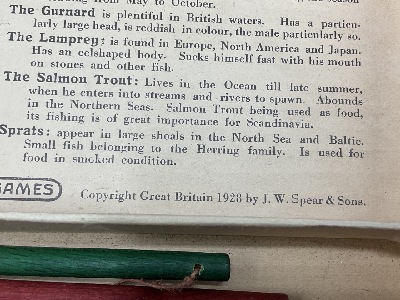 from May to October.
The Gurnard is plentiful in British waters. Has a particu-
larly large head, is reddish in colour, the male particularly so.
The Lamprey: is found in Europe, North America and Japan.
Has an eelshaped body. Sucks himself fast with his mouth
on stones and other fish.
The Salmon Trout: Lives in the Ocean till late summer,
when he enters into streams and rivers to spawn. Abounds
in the Northern Seas. Salmon Trout being used as food,
its fishing is of great importance for Scandinavia.
Sprats: appear in large shoals in the North Sea and Baltic.
Small fish belonging to the Herring family. Is used for
food in smoked condition.
GAMES
Copyright Great Britain 1928 by J. W. Spear & Sons.